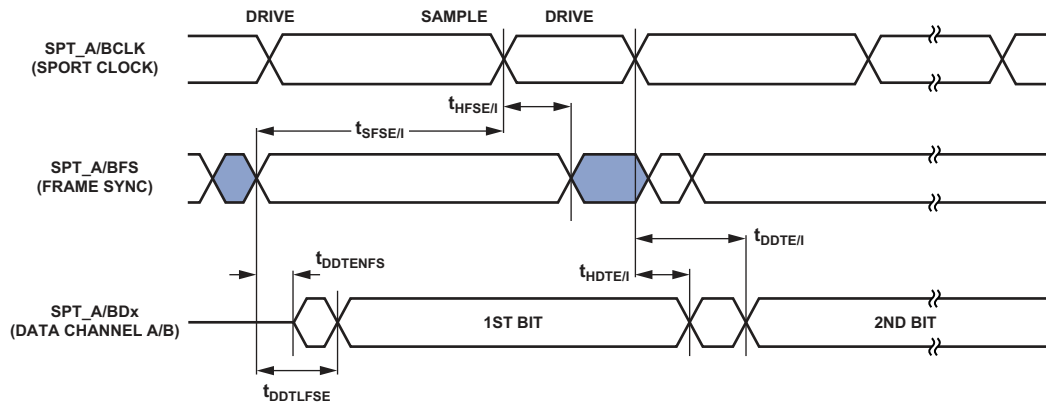 DRIVE SAMPLE DRIVE
SPT_A/BCLK
(SPORT CLOCK)
tHFSE/I
tSFSE/I
SPT_A/BFS
(FRAME SYNC)
tDDTE/I
tDDTENFS
tHDTE/I
SPT_A/BDx
(DATA CHANNEL A/B)
1ST BIT 2ND BIT
tDDTLFSE